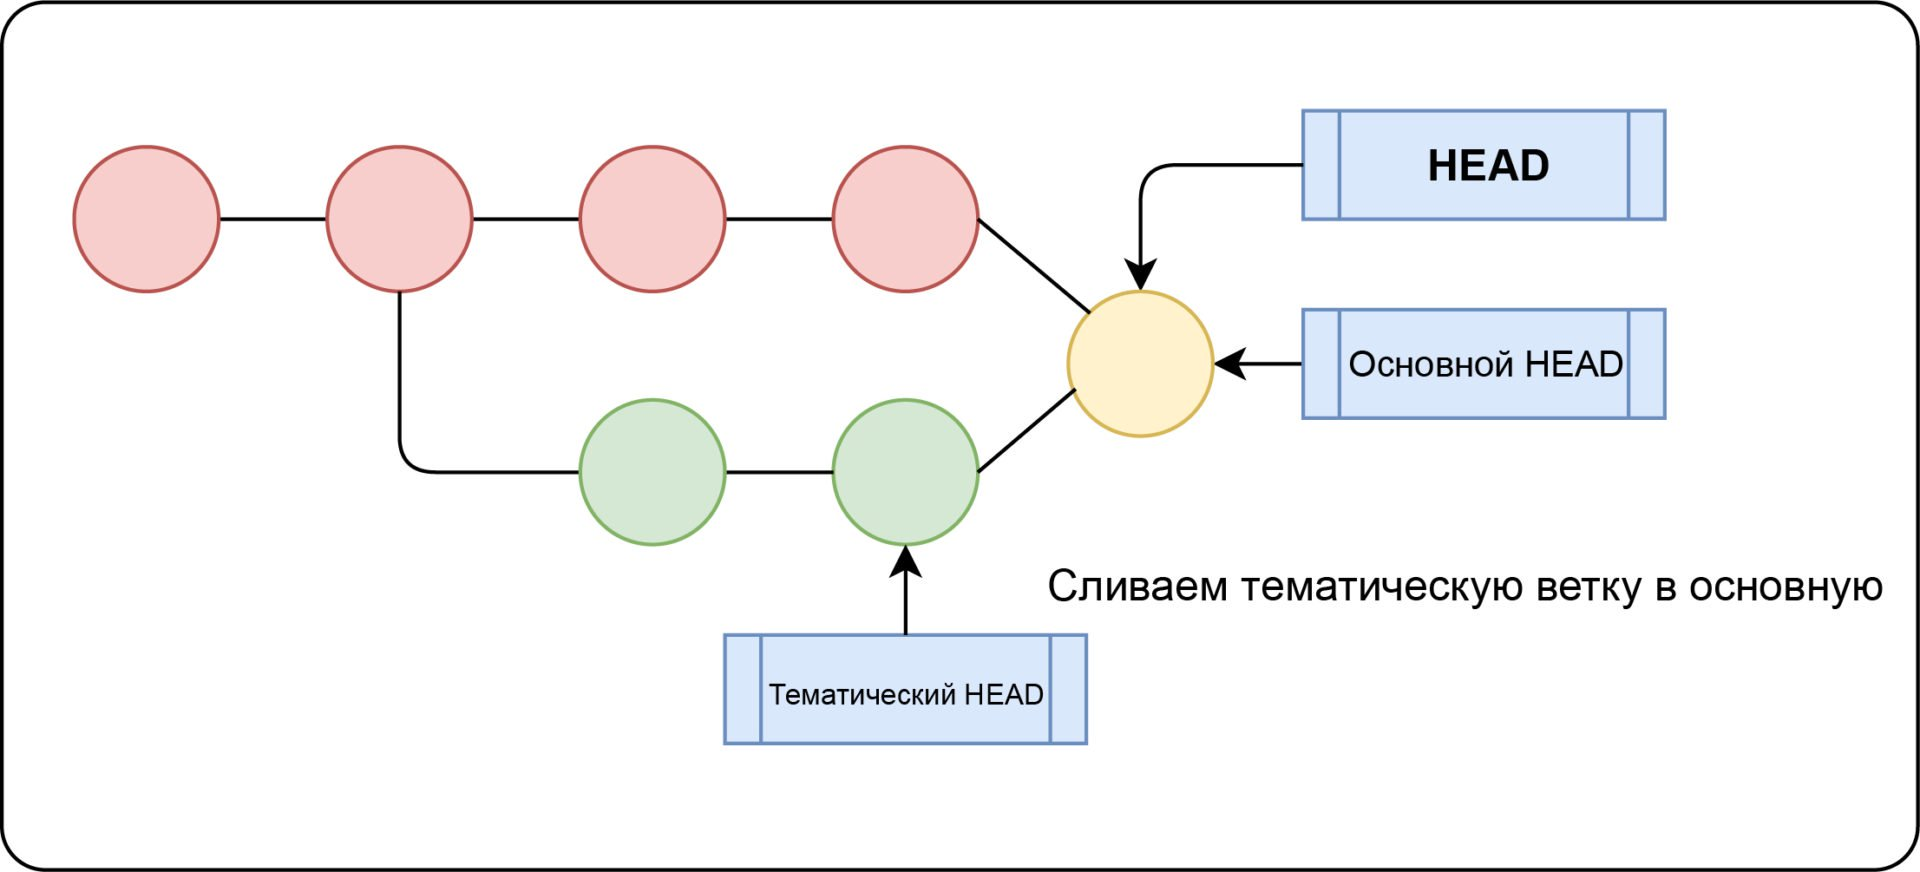 HEAD
Основной HEAD
Сливаем тематическую ветку в основную
Тематический HEAD